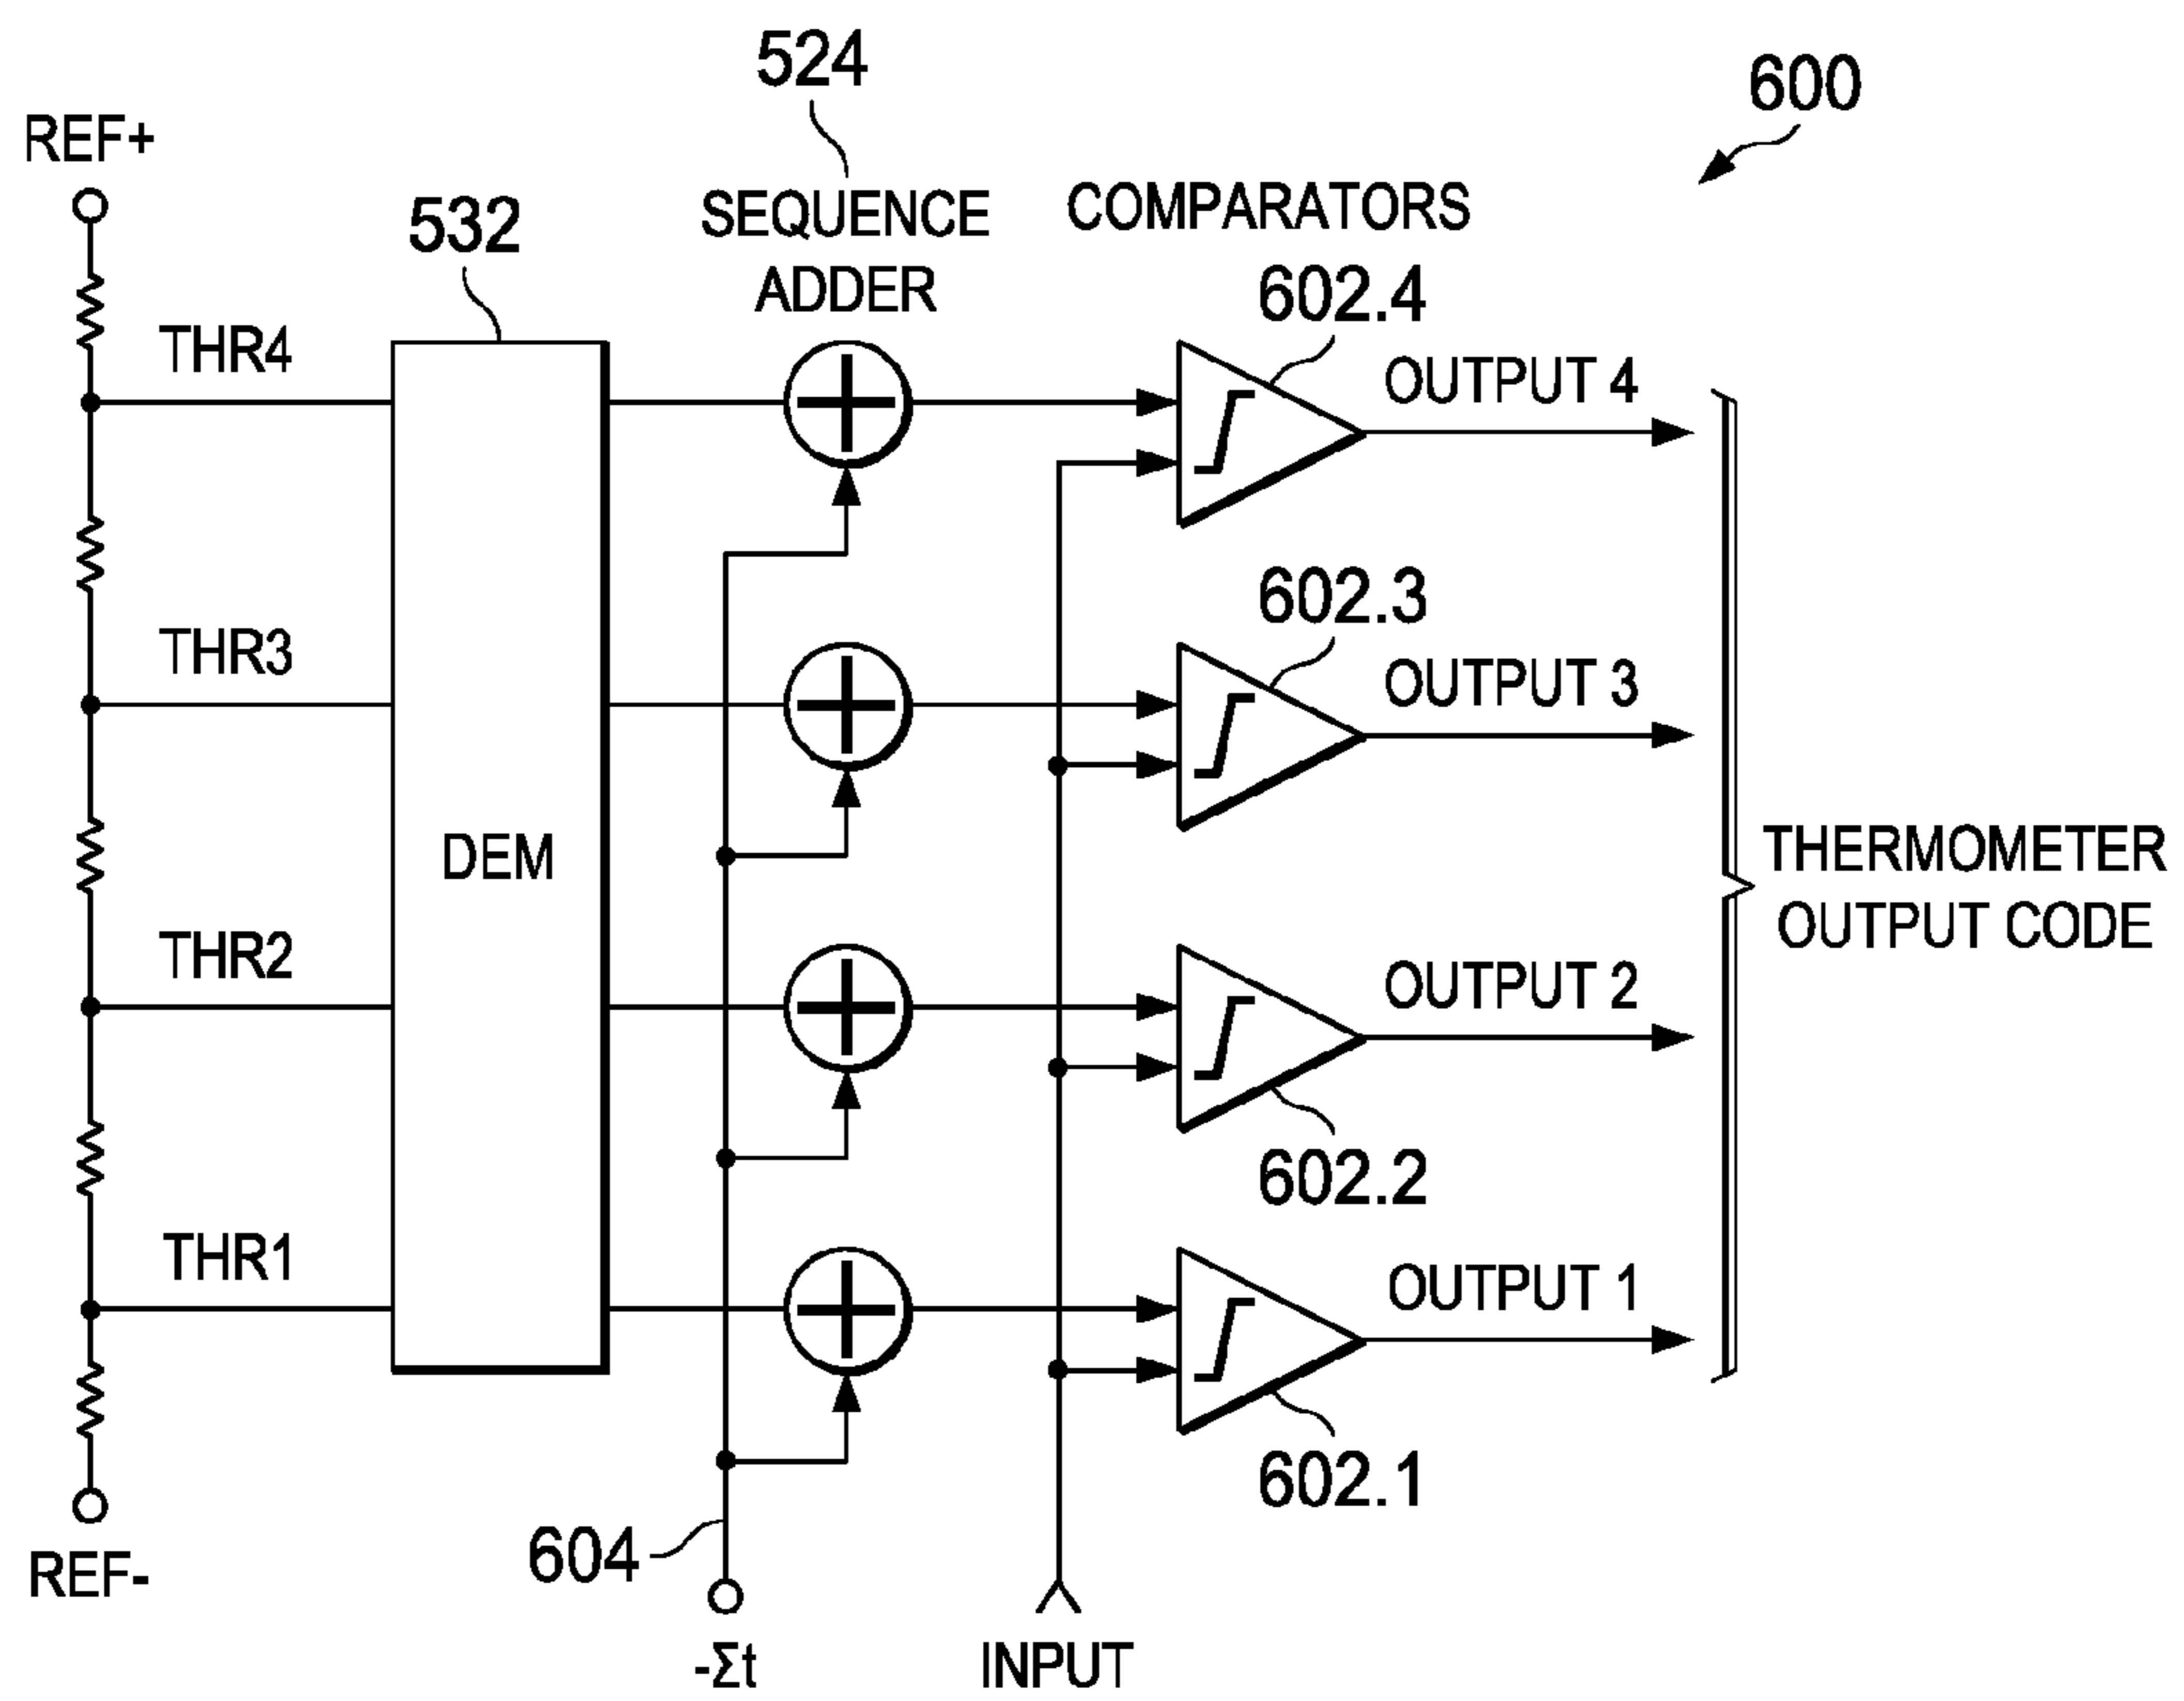 524
600
REF+
532
SEQUENCE
ADDER
COMPARATORS
602.4
THR4
OUTPUT 4
602.3
THR3
OUTPUT 3
DEM
THERMOMETER
OUTPUT CODE
THR2
OUTPUT 2
602.2
THR1
OUTPUT 1
602.1
604
REF-
-Σt
INPUT